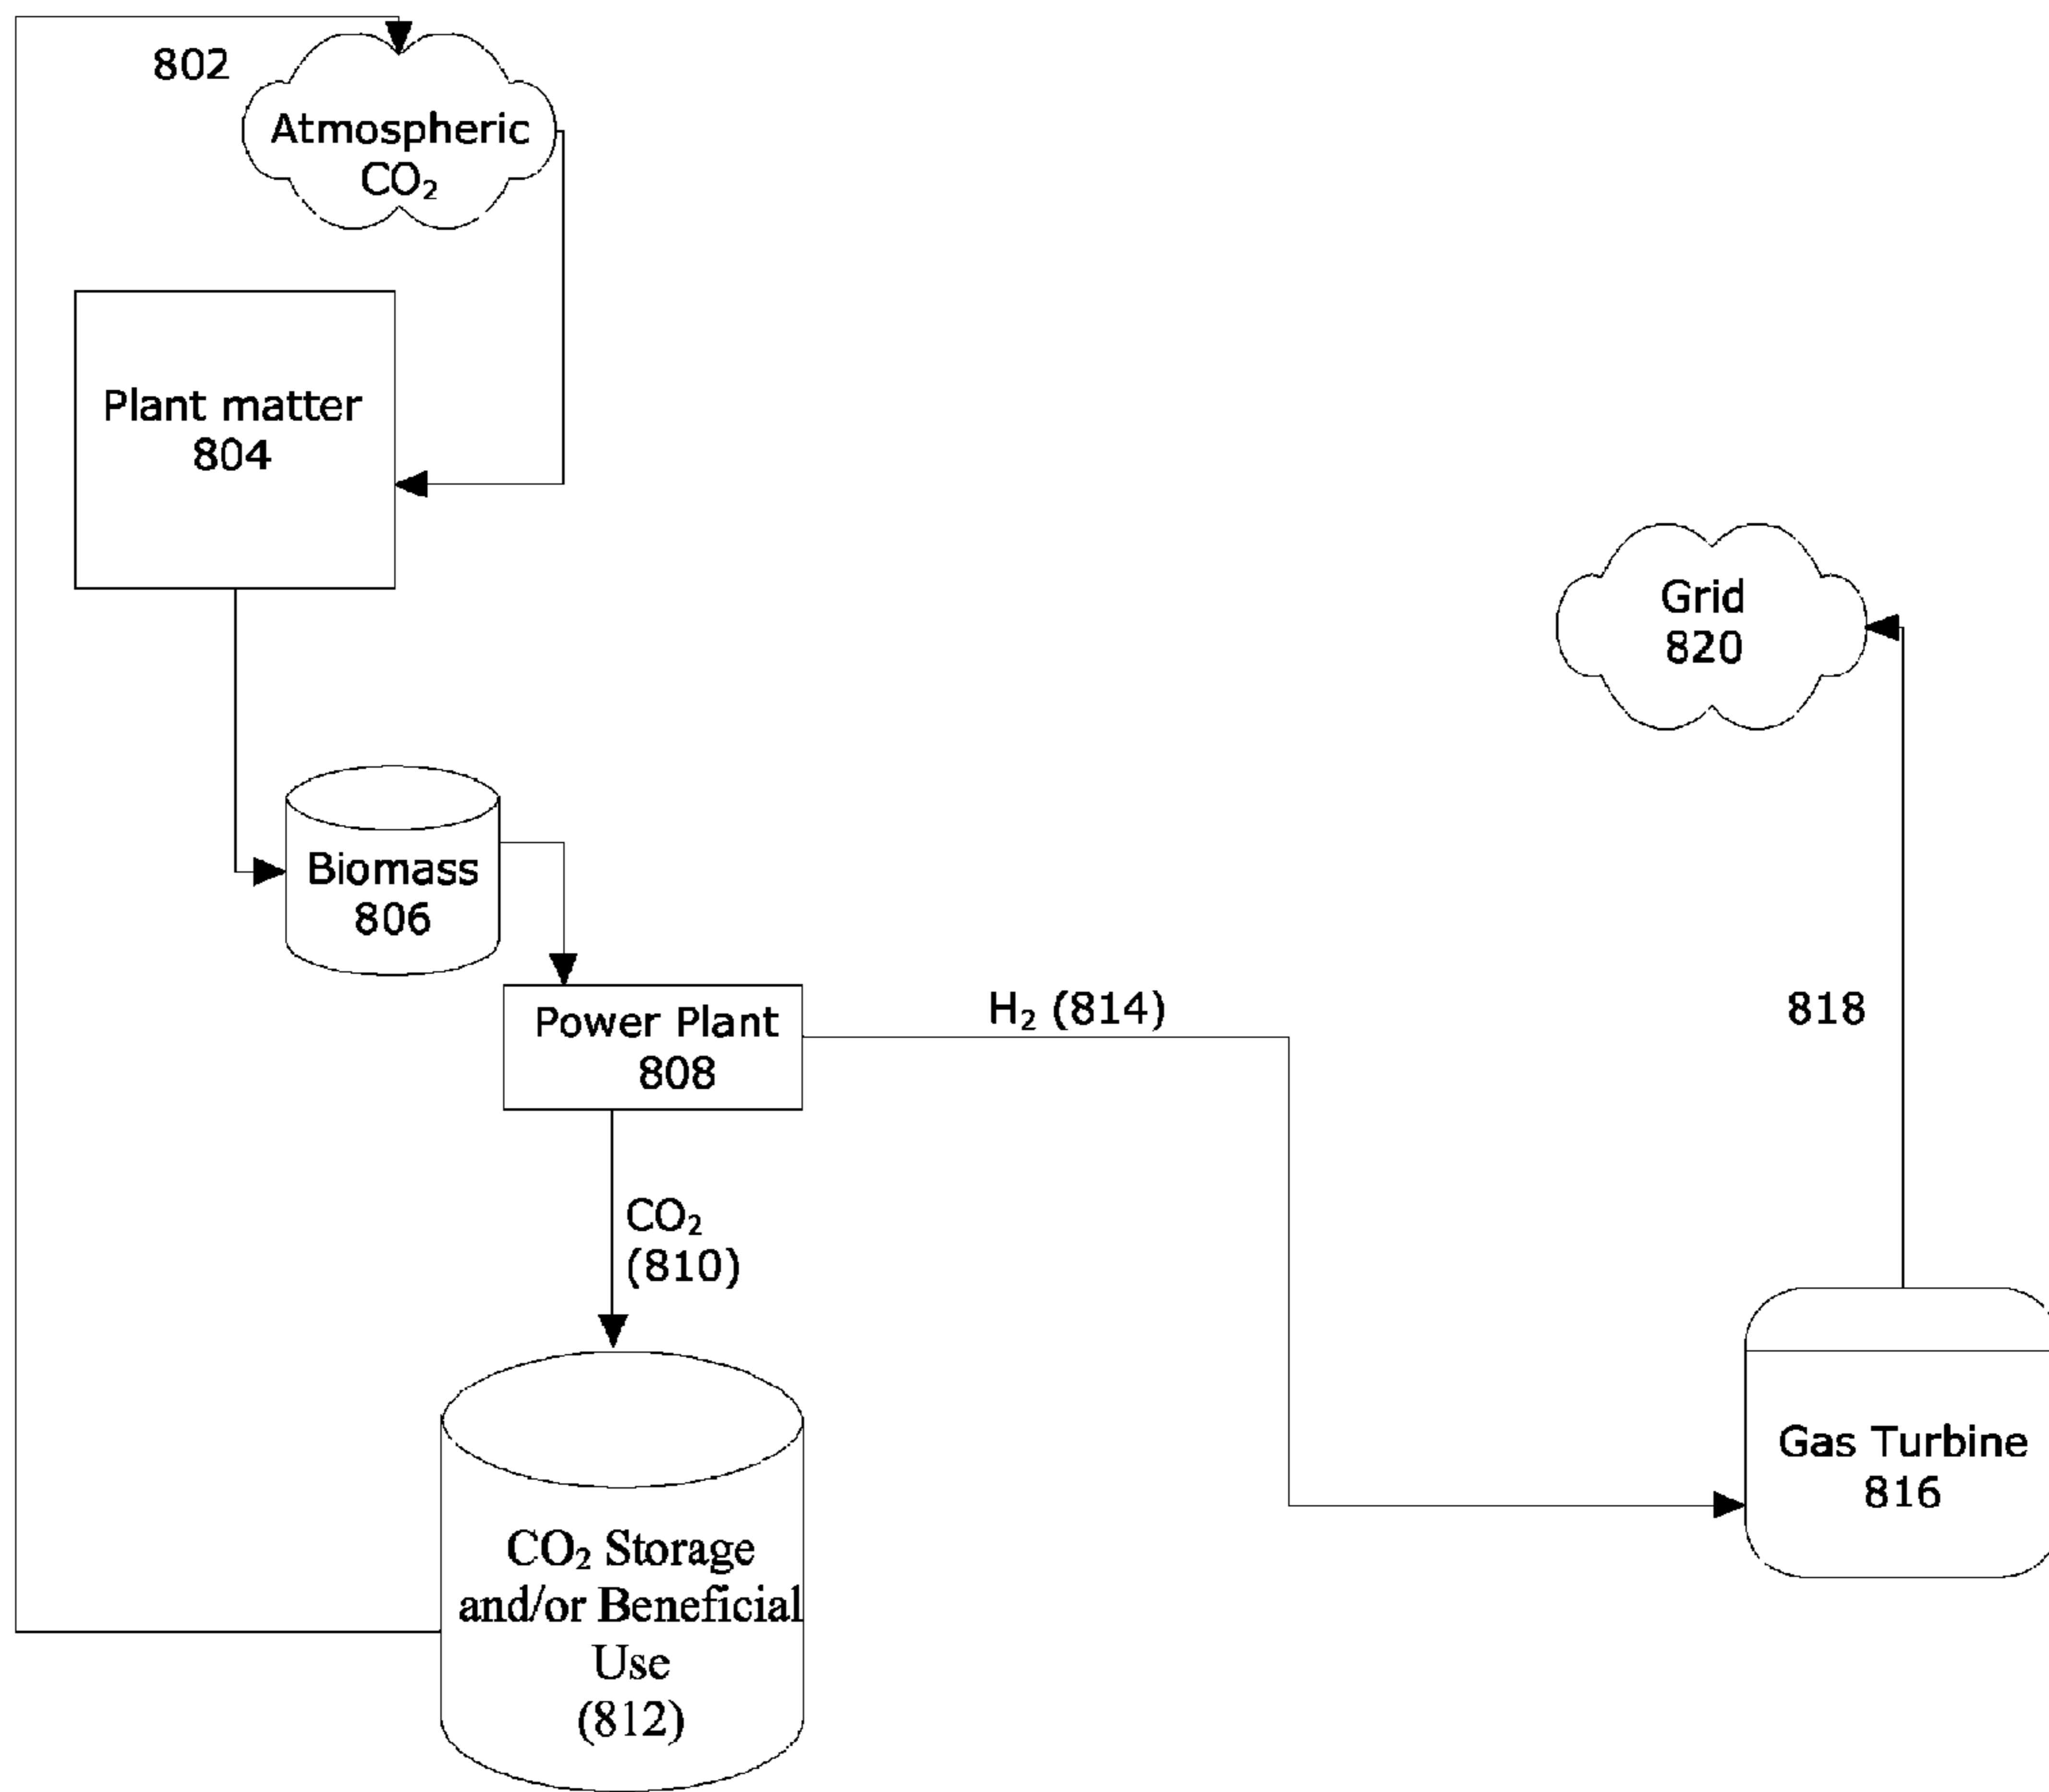 802
Atmospheric
CO₂
Plant matter
804
Grid
820
Biomass
806
Power Plant
808
H₂ (814)
818
CO₂
(810)
Gas Turbine
816
CO₂ Storage
and/or Beneficial
Use
(812)